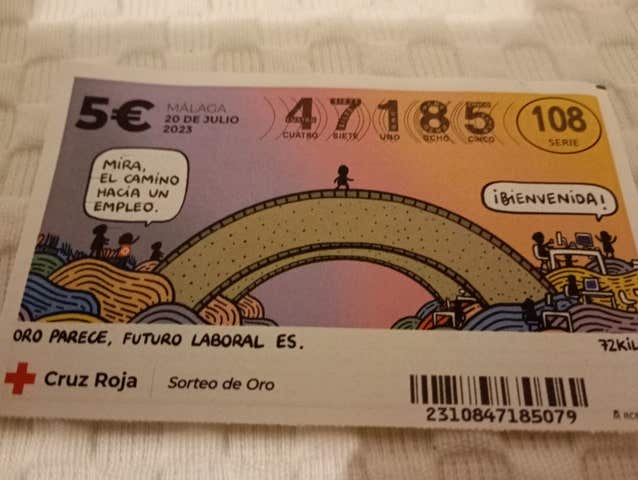 5€
MÁLAGA
20 DE JULIO
2023
4 7 1 8 5
CUATRO SIETE UNO OCHO CINCO
108
SERIE
MIRA,
EL CAMINO
HACIA UN
EMPLEO.
¡BIENVENIDA!
ORO PARECE, FUTURO LABORAL ES.
72KIL
Cruz Roja
Sorteo de Oro
2310847185079